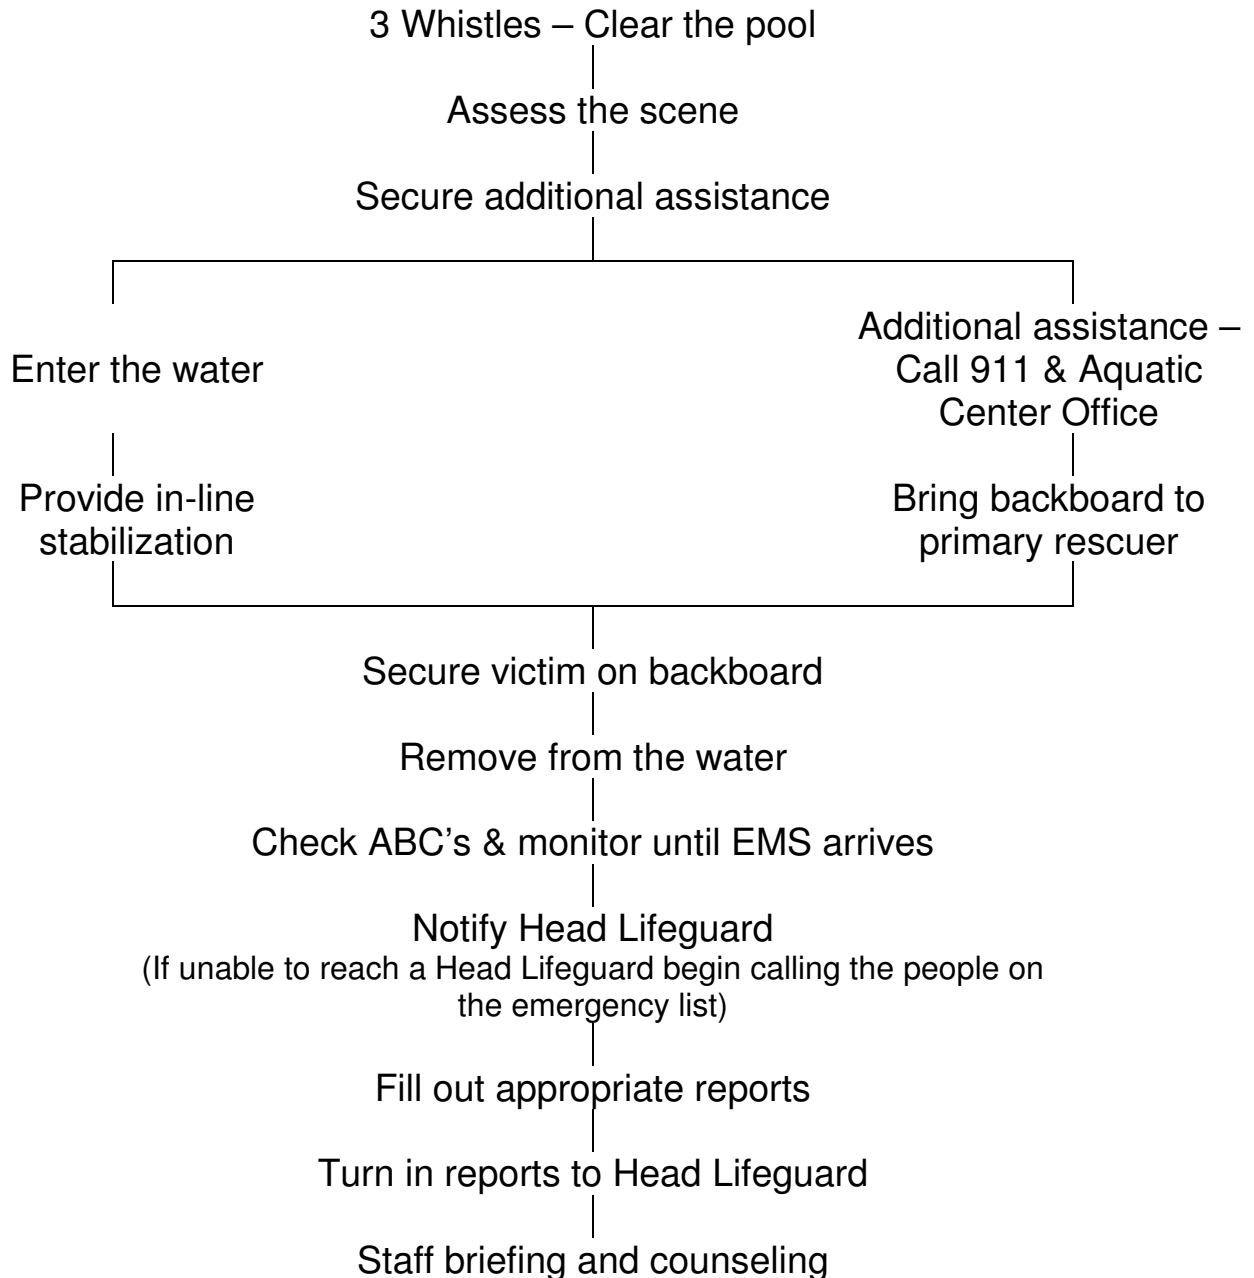 3 Whistles – Clear the pool
Assess the scene
Secure additional assistance
Enter the water
Provide in-line
stabilization
Additional assistance –
Call 911 & Aquatic
Center Office
Bring backboard to
primary rescuer
Secure victim on backboard
Remove from the water
Check ABC’s & monitor until EMS arrives
Notify Head Lifeguard
(If unable to reach a Head Lifeguard begin calling the people on
the emergency list)
Fill out appropriate reports
Turn in reports to Head Lifeguard
Staff briefing and counseling